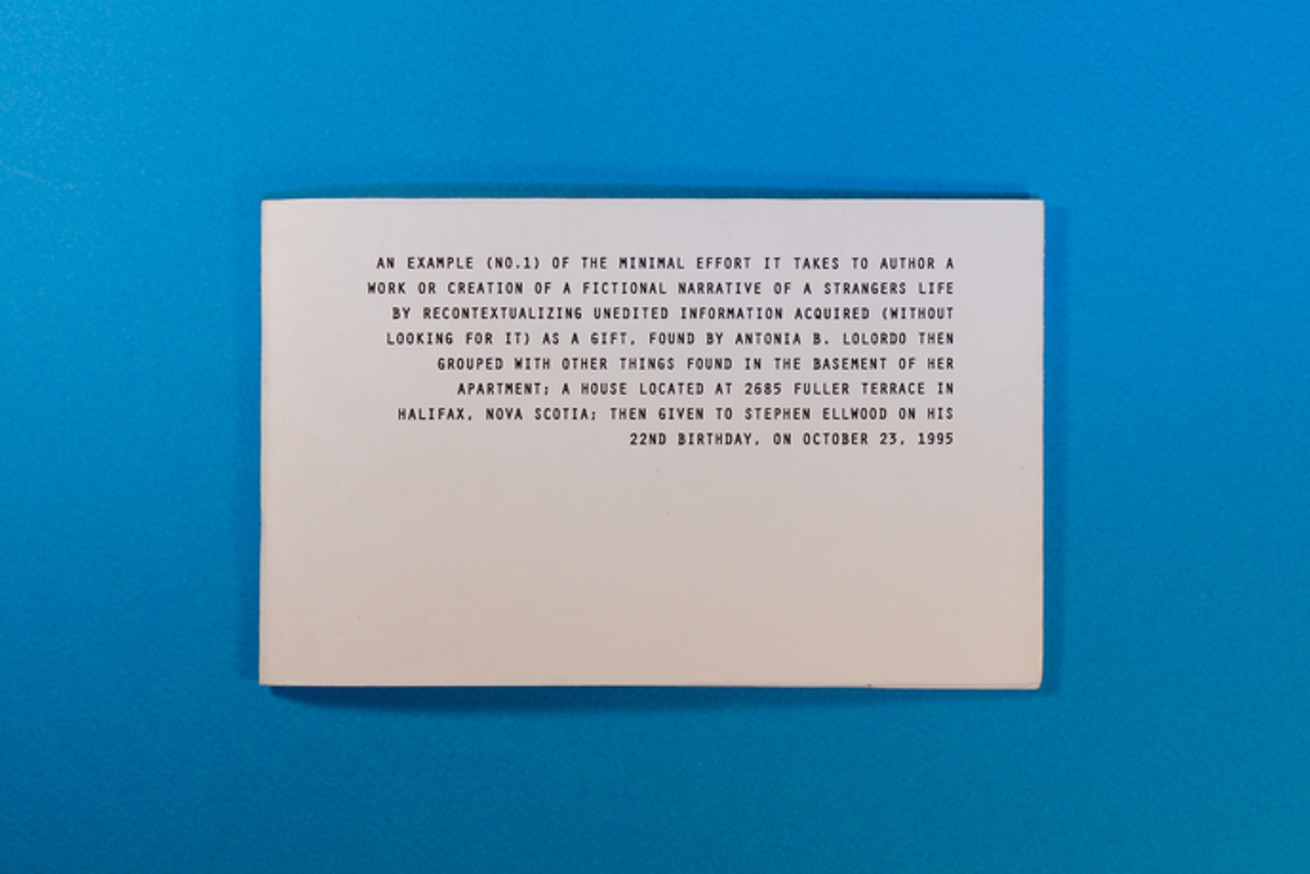 AN EXAMPLE (NO.1) OF THE MINIMAL EFFORT IT TAKES TO AUTHOR A
WORK OR CREATION OF A FICTIONAL NARRATIVE OF A STRANGERS LIFE
BY RECONTEXTUALIZING UNEDITED INFORMATION ACQUIRED (WITHOUT
LOOKING FOR IT) AS A GIFT, FOUND BY ANTONIA B. LOLORDO THEN
GROUPED WITH OTHER THINGS FOUND IN THE BASEMENT OF HER
APARTMENT; A HOUSE LOCATED AT 2685 FULLER TERRACE IN
HALIFAX, NOVA SCOTIA; THEN GIVEN TO STEPHEN ELLWOOD ON HIS
22ND BIRTHDAY, ON OCTOBER 23, 1995